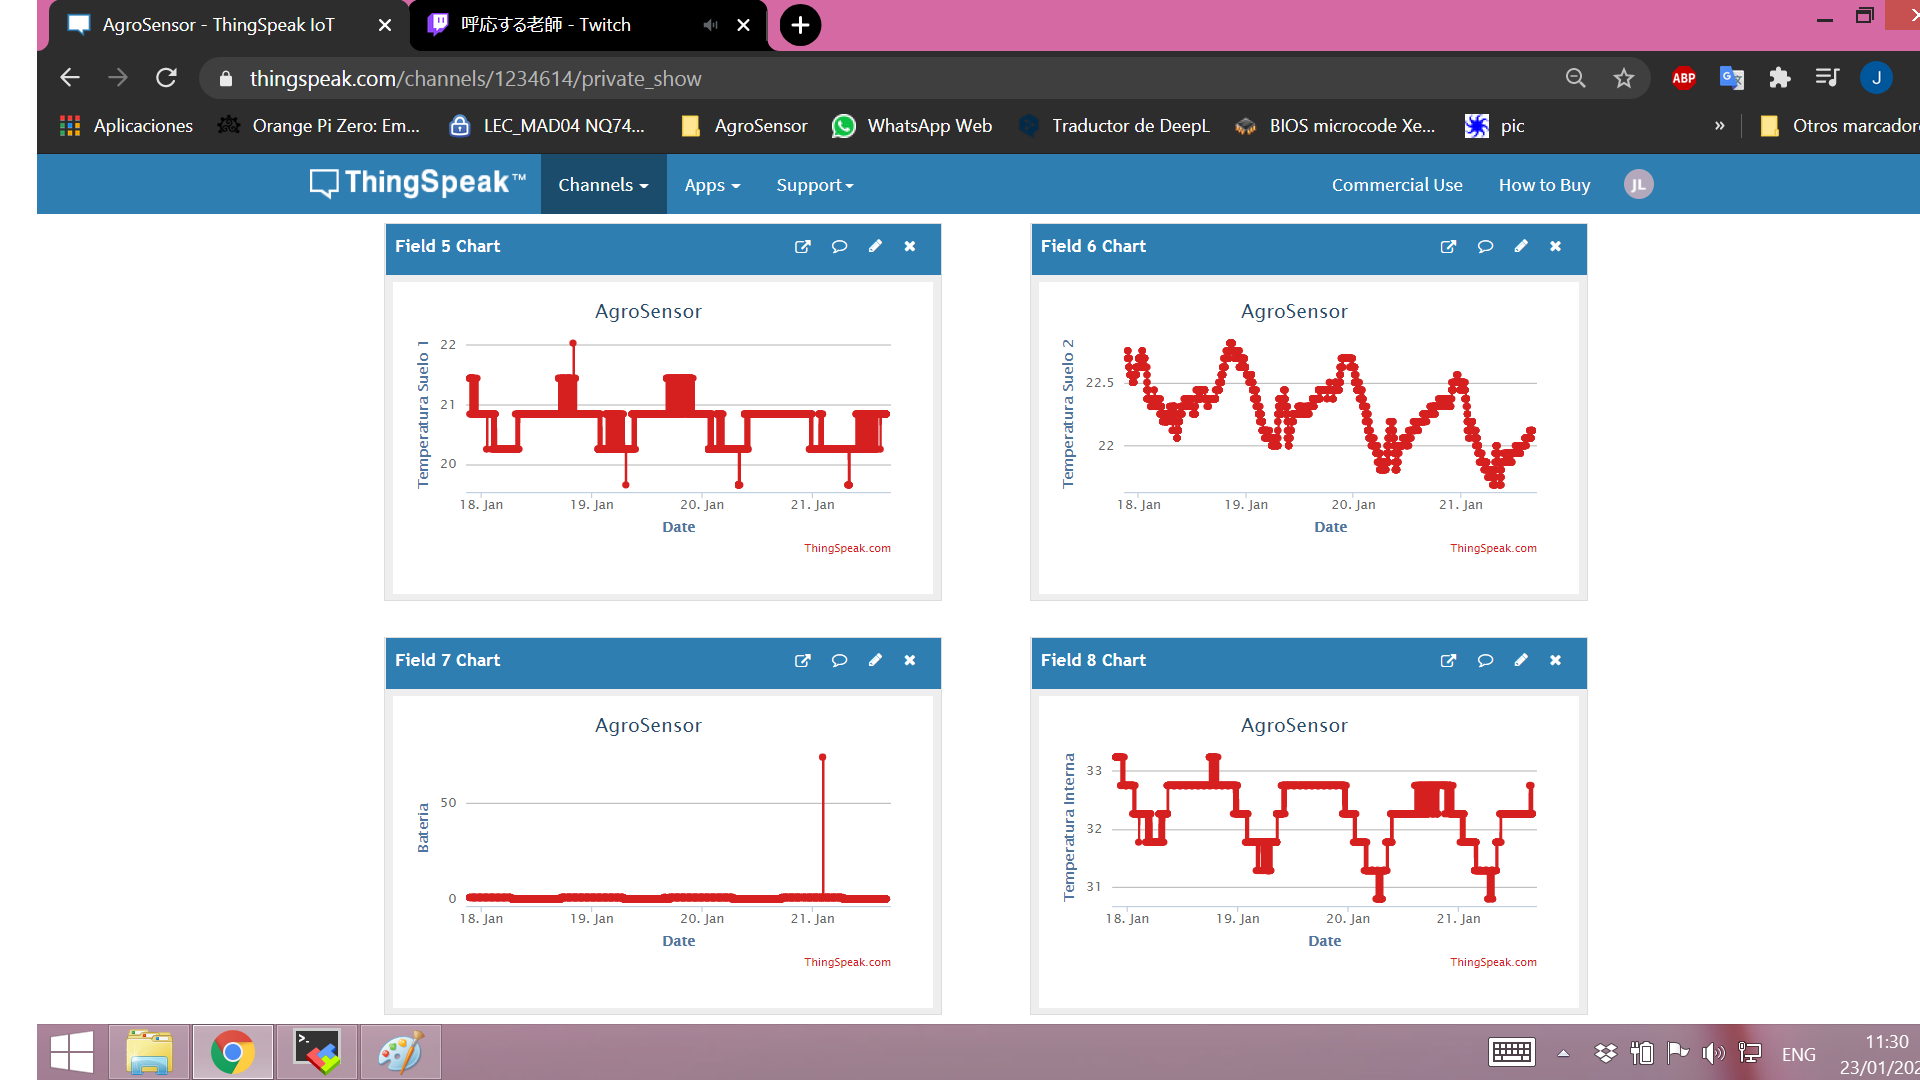 AgroSensor - ThingSpeak IoT
呼応する老師 - Twitch
thingspeak.com/channels/1234614/private_show
ABP
J
Aplicaciones
Orange Pi Zero: Em...
LEC_MAD04 NQ74...
AgroSensor
WhatsApp Web
Traductor de DeepL
BIOS microcode Xe...
pic
»
Otros marcador
ThingSpeak™
Channels
Apps
Support
Commercial Use
How to Buy
JL
Field 5 Chart
AgroSensor
Temperatura Suelo 1
22
21
20
18. Jan
19. Jan
20. Jan
21. Jan
Date
ThingSpeak.com
Field 6 Chart
AgroSensor
Temperatura Suelo 2
22.5
22
18. Jan
19. Jan
20. Jan
21. Jan
Date
ThingSpeak.com
Field 7 Chart
AgroSensor
Bateria
50
0
18. Jan
19. Jan
20. Jan
21. Jan
Date
ThingSpeak.com
Field 8 Chart
AgroSensor
Temperatura Interna
33
32
31
18. Jan
19. Jan
20. Jan
21. Jan
Date
ThingSpeak.com
ENG
11:30
23/01/202